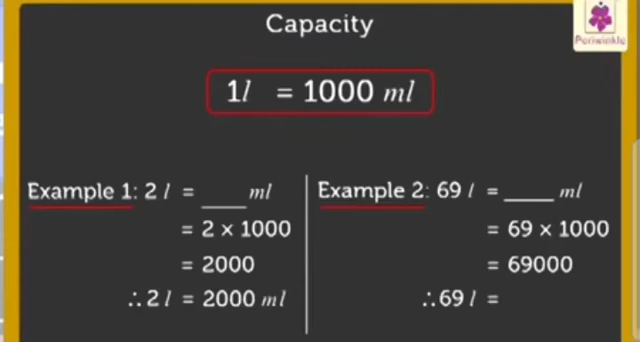 Capacity
Periwinkle
1l = 1000 ml
Example 1: 2 l = ____ ml
= 2 × 1000
= 2000
∴ 2 l = 2000 ml
Example 2: 69 l = ____ ml
= 69 × 1000
= 69000
∴ 69 l =